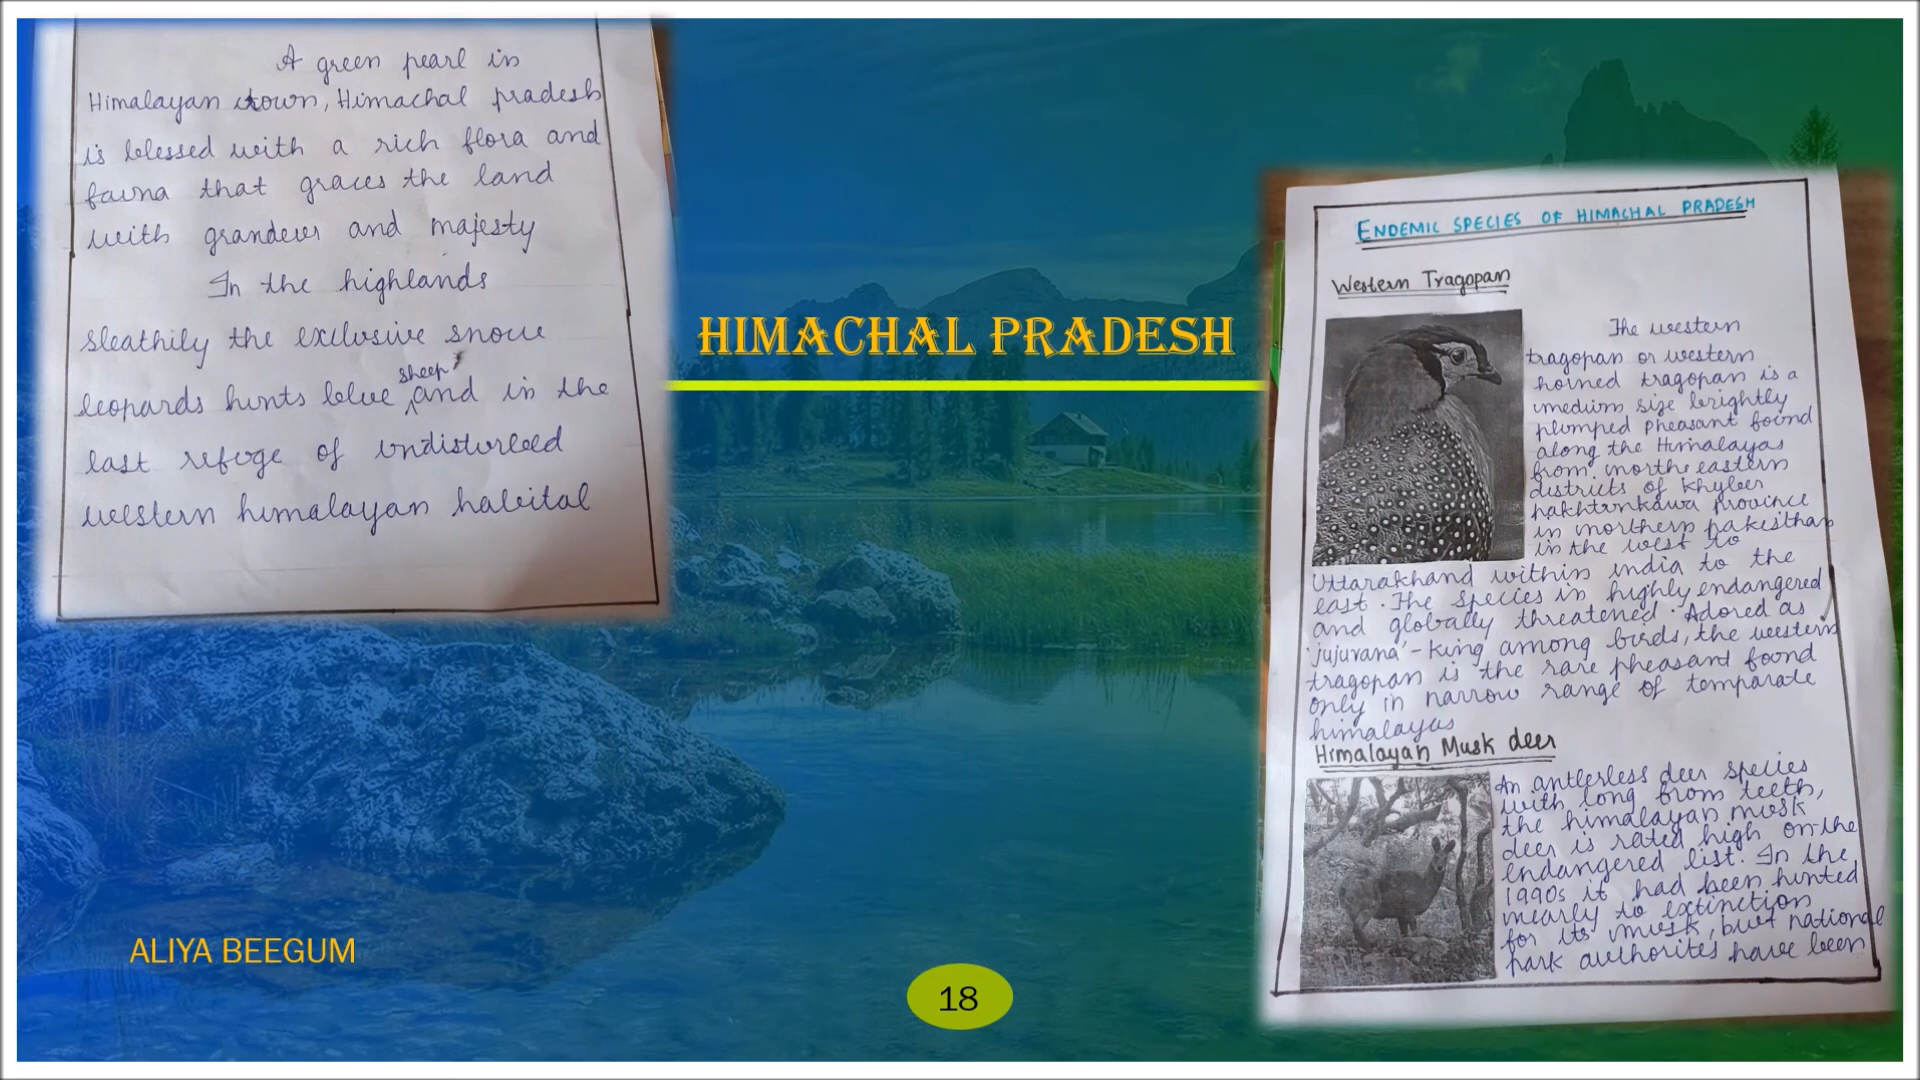 A green pearl in
Himalayan crown, Himachal pradesh
is blessed with a rich flora and
fauna that graces the land
with grandeur and majesty
In the highlands
sleathily the exclusive snow
leopards hunts blue sheep and in the
last refuge of undisturbed
western himalayan habital
HIMACHAL PRADESH
ENDEMIC SPECIES OF HIMACHAL PRADESH
Western Tragopan
The western
tragopan or western
horned tragopan is a
medium size brightly
plumped pheasant found
along the Himalayas
from northe eastern
districts of khyber
pakhtunkawa province
in northern pakesthan
in the west to
Uttarakhand within india to the
east. The species in highly endangered
and globally threatened. Adored as
'jujurana' - king among birds, the western
tragopan is the rare pheasant found
only in narrow range of temparate
himalayas
Himalayan Musk deer
An antlerless deer species
with long from teeth,
the himalayan musk
deer is rated high on the
endangered list. In the
1990s it had been hunted
nearly to extinction
for its musk, but national
park authorites have been
ALIYA BEEGUM
18